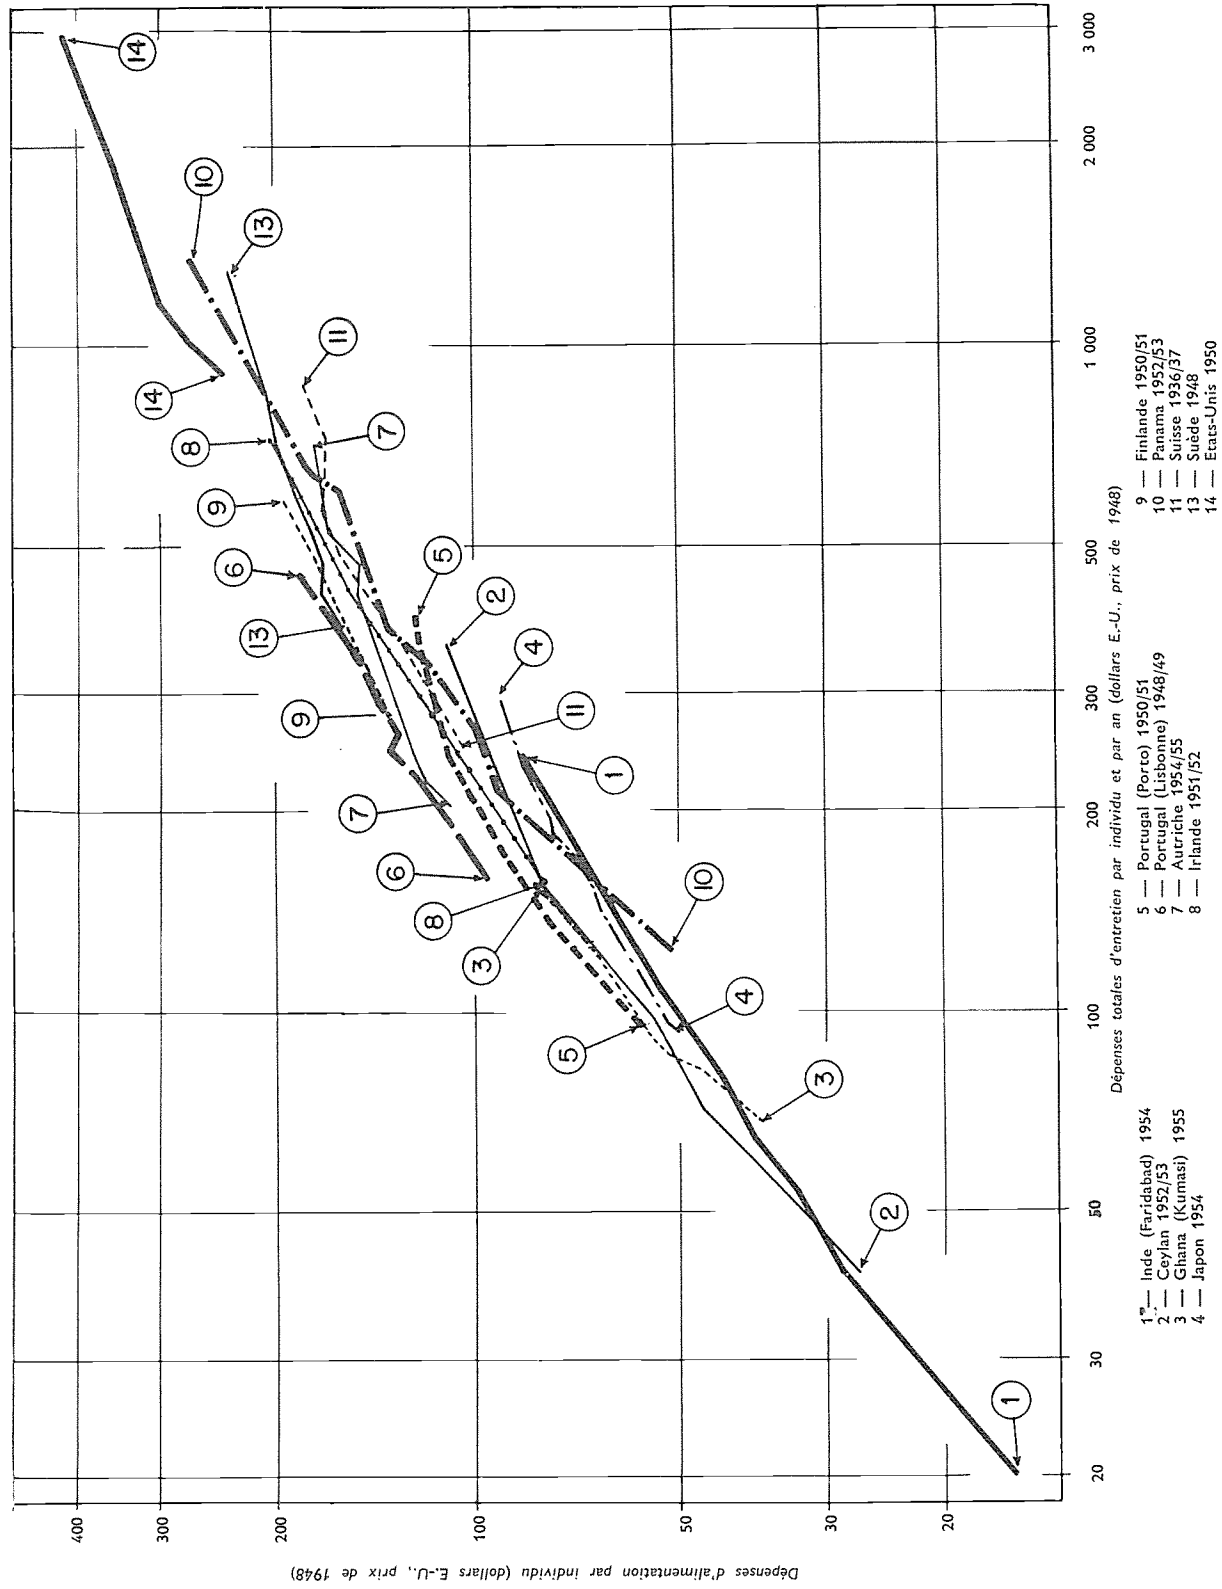 400
300
200
100
50
30
20
Dépenses d'alimentation par individu (dollars E.-U., prix de 1948)
14
14
10
13
8
11
7
9
6
13
5
2
9
4
11
7
1
6
8
3
10
5
4
3
2
1
20
30
50
100
200
300
500
1 000
2 000
3 000
Dépenses totales d'entretien par individu et par an (dollars E.-U., prix de 1948)
1 — Inde (Faridabad) 1954
2 — Ceylan 1952/53
3 — Ghana (Kumasi) 1955
4 — Japon 1954
5 — Portugal (Porto) 1950/51
6 — Portugal (Lisbonne) 1948/49
7 — Autriche 1954/55
8 — Irlande 1951/52
9 — Finlande 1950/51
10 — Panama 1952/53
11 — Suisse 1936/37
13 — Suède 1948
14 — Etats-Unis 1950